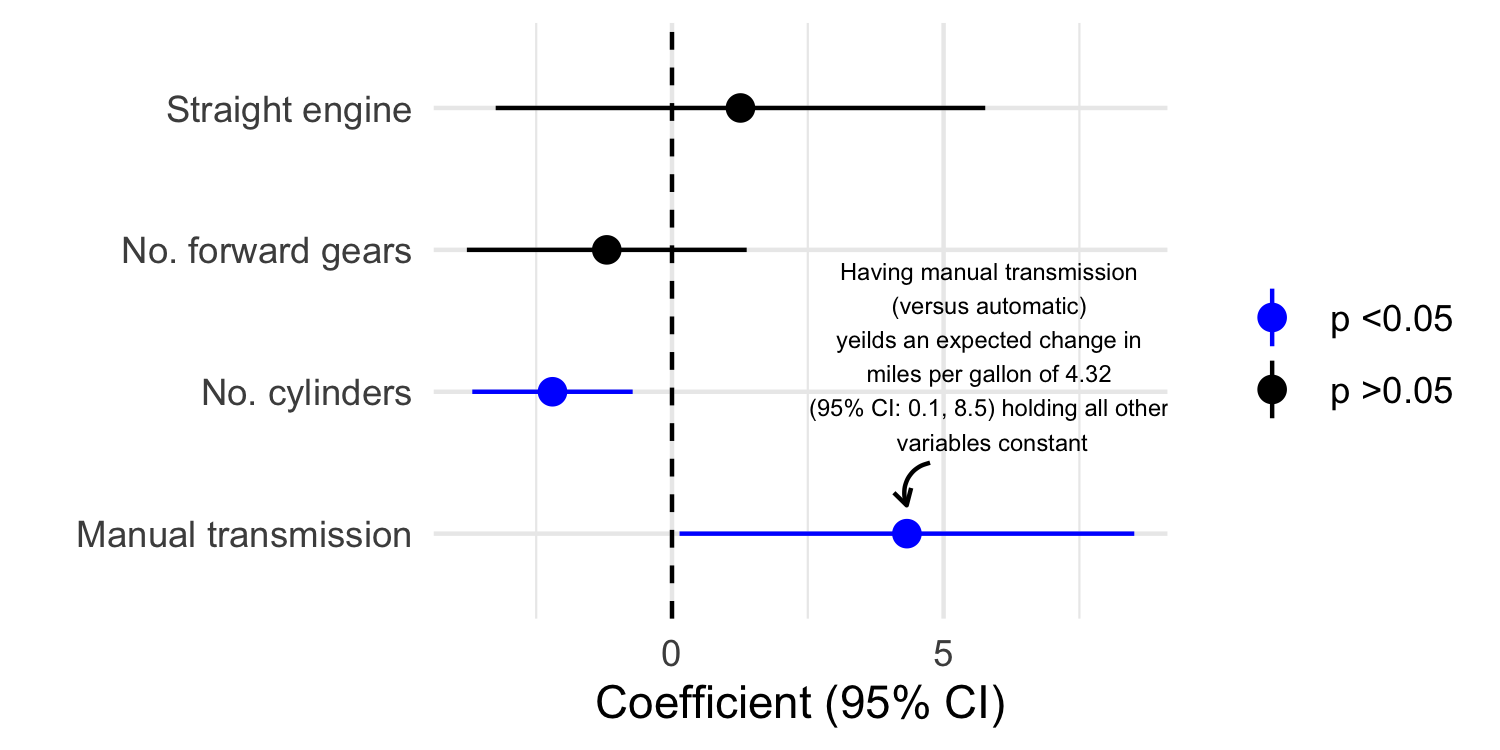 Straight engine
No. forward gears
No. cylinders
Manual transmission
Having manual transmission
(versus automatic)
yeilds an expected change in
miles per gallon of 4.32
(95% CI: 0.1, 8.5) holding all other
variables constant
p <0.05
p >0.05
0
5
Coefficient (95% CI)